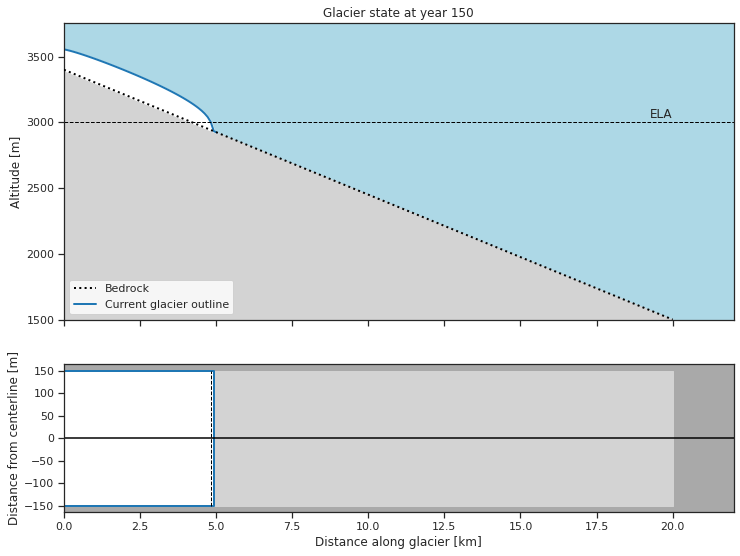 Glacier state at year 150
Altitude [m]
3500
3000
2500
2000
1500
ELA
Bedrock
Current glacier outline
Distance from centerline [m]
150
100
50
0
−50
−100
−150
0.0 2.5 5.0 7.5 10.0 12.5 15.0 17.5 20.0
Distance along glacier [km]